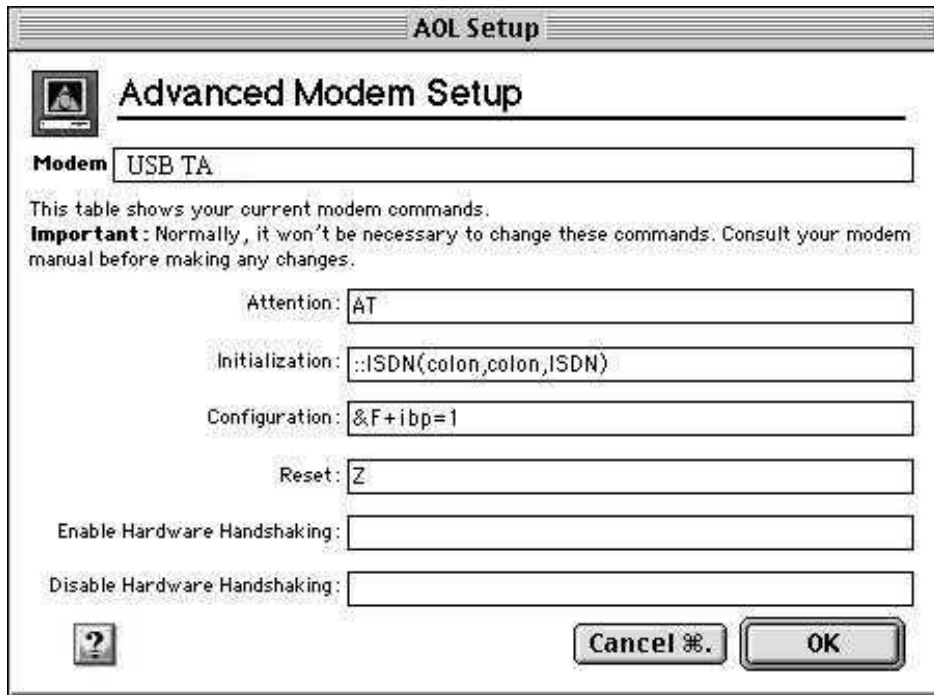 AOL Setup
Advanced Modem Setup
Modem USB TA
This table shows your current modem commands.
Important: Normally, it won't be necessary to change these commands. Consult your modem
manual before making any changes.
Attention: AT
Initialization: ::ISDN(colon,colon,ISDN)
Configuration: &F+ibp=1
Reset: Z
Enable Hardware Handshaking:
Disable Hardware Handshaking:
? Cancel ⌘. OK